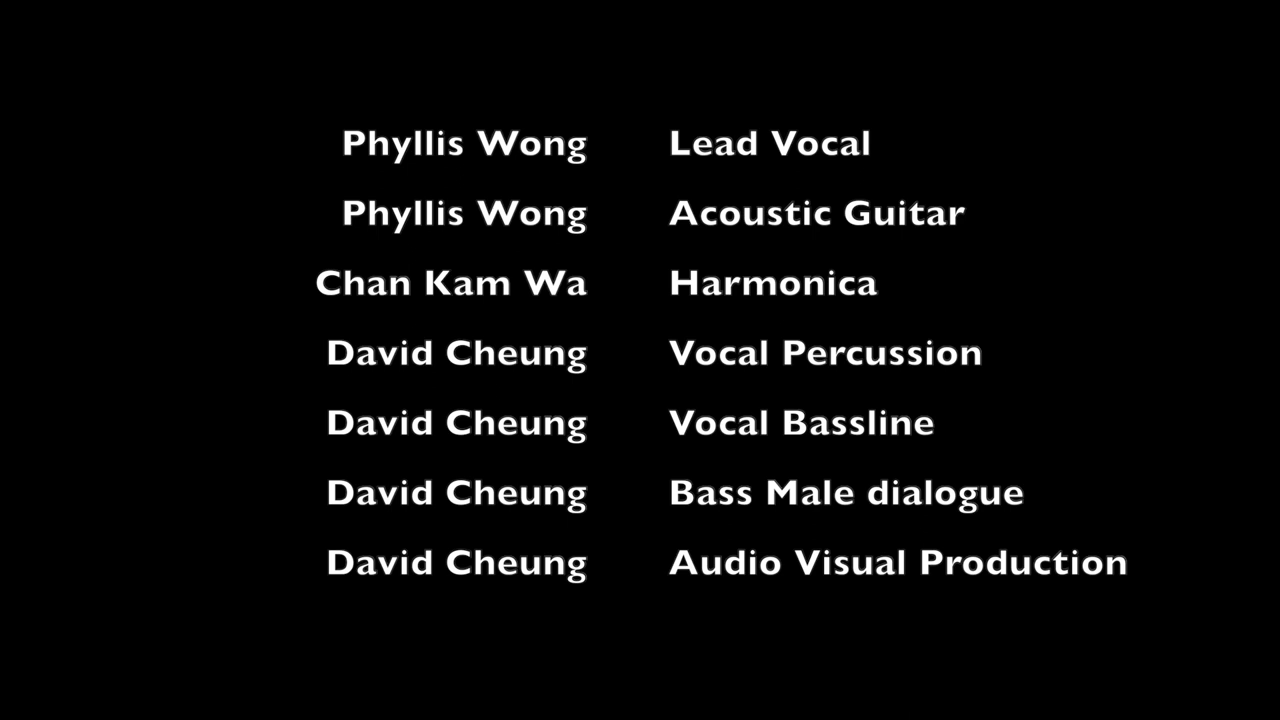 Phyllis Wong Lead Vocal
Phyllis Wong Acoustic Guitar
Chan Kam Wa Harmonica
David Cheung Vocal Percussion
David Cheung Vocal Bassline
David Cheung Bass Male dialogue
David Cheung Audio Visual Production